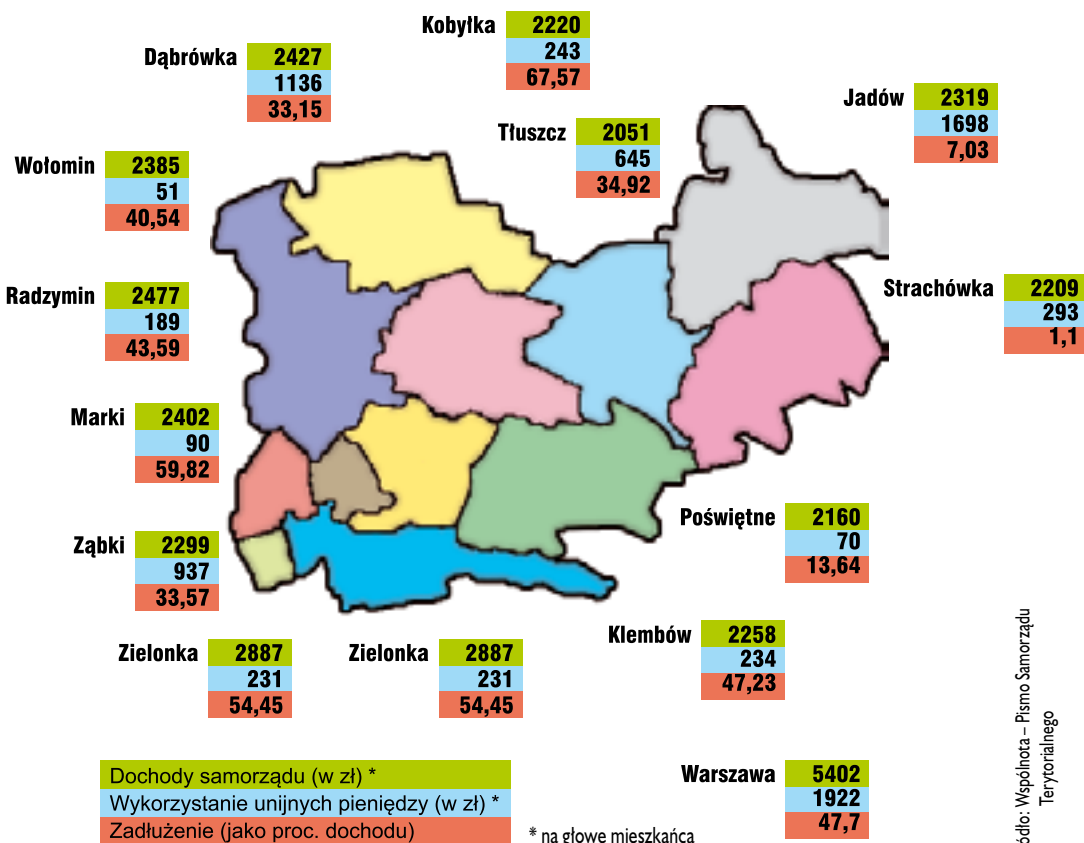 Kobyłka
2220
243
67,57
Dąbrówka
2427
1136
33,15
Jadów
2319
1698
7,03
Tłuszcz
2051
645
34,92
Wołomin
2385
51
40,54
Radzymin
2477
189
43,59
Strachówka
2209
293
1,1
Marki
2402
90
59,82
Poświętne
2160
70
13,64
Ząbki
2299
937
33,57
Klembów
2258
234
47,23
Zielonka
2887
231
54,45
Zielonka
2887
231
54,45
Warszawa
5402
1922
47,7
Dochody samorządu (w zł) *
Wykorzystanie unijnych pieniędzy (w zł) *
Zadłużenie (jako proc. dochodu)
* na głowe mieszkańca
ódło: Wspólnota – Pismo Samorządu
Terytorialnego